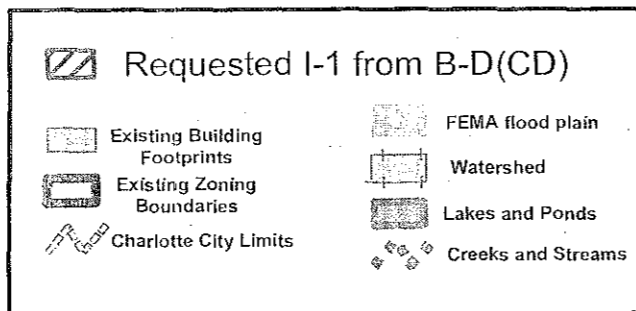 Requested I-1 from B-D(CD)
Existing Building
Footprints
Existing Zoning
Boundaries
Charlotte City Limits
FEMA flood plain
Watershed
Lakes and Ponds
Creeks and Streams